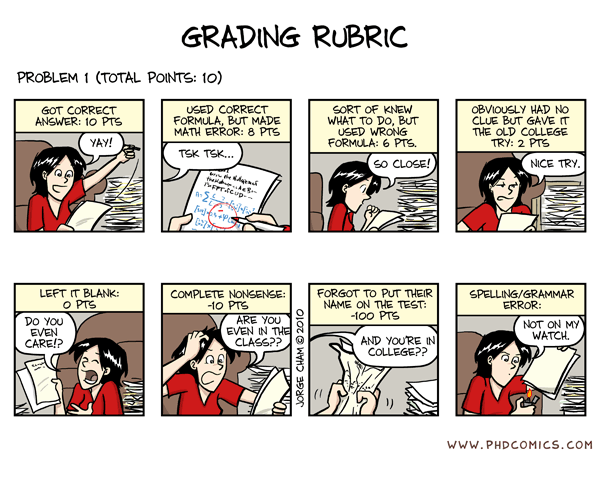 GRADING RUBRIC
PROBLEM 1 (TOTAL POINTS: 10)
GOT CORRECT
ANSWER: 10 PTS
YAY!
USED CORRECT
FORMULA, BUT MADE
MATH ERROR: 8 PTS
TSK TSK...
SORT OF KNEW
WHAT TO DO, BUT
USED WRONG
FORMULA: 6 PTS.
SO CLOSE!
OBVIOUSLY HAD NO
CLUE BUT GAVE IT
THE OLD COLLEGE
TRY: 2 PTS
NICE TRY.
LEFT IT BLANK:
0 PTS
DO YOU
EVEN
CARE!?
COMPLETE NONSENSE:
-10 PTS
ARE YOU
EVEN IN THE
CLASS??
JORGE CHAM © 2010
FORGOT TO PUT THEIR
NAME ON THE TEST:
-100 PTS
AND YOU'RE IN
COLLEGE??
SPELLING/GRAMMAR
ERROR:
NOT ON MY
WATCH.
WWW.PHDCOMICS.COM